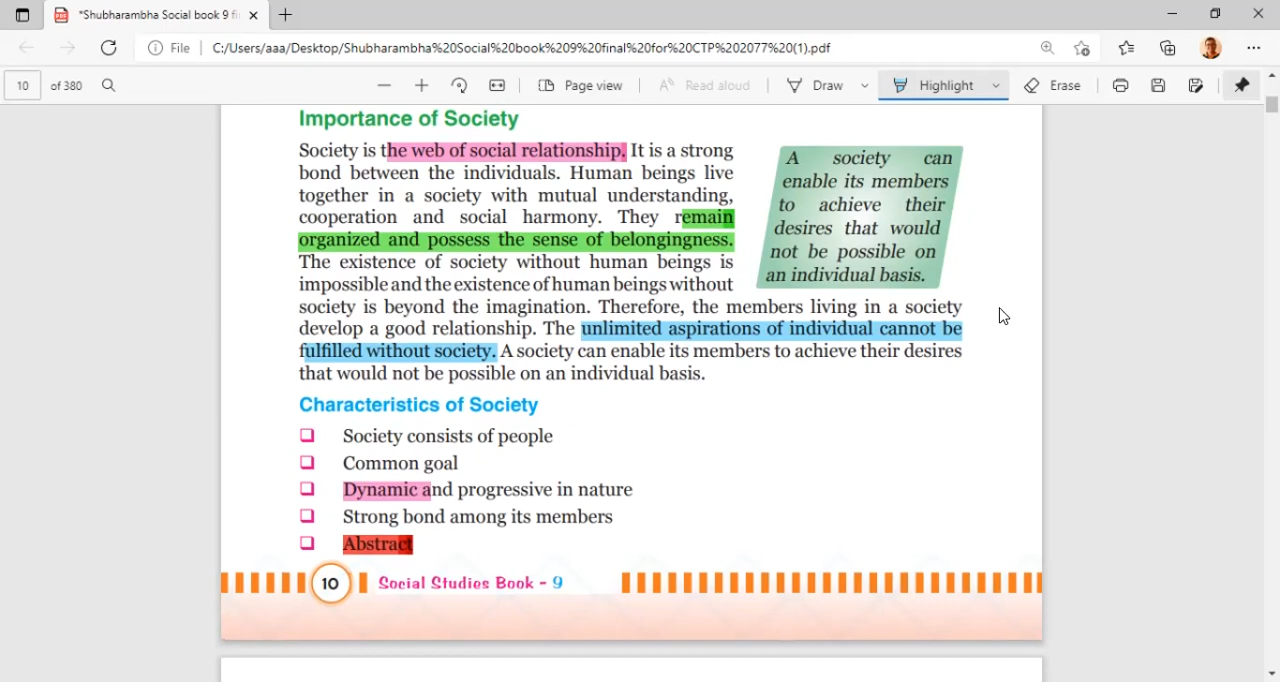 *Shubharambha Social book 9 fi
File
C:/Users/aaa/Desktop/Shubharambha%20Social%20book%209%20final%20for%20CTP%202077%20(1).pdf
10 of 380
Page view
Read aloud
Draw
Highlight
Erase
Importance of Society
Society is the web of social relationship. It is a strong
bond between the individuals. Human beings live
together in a society with mutual understanding,
cooperation and social harmony. They remain
organized and possess the sense of belongingness.
The existence of society without human beings is
impossible and the existence of human beings without
society is beyond the imagination. Therefore, the members living in a society
develop a good relationship. The unlimited aspirations of individual cannot be
fulfilled without society. A society can enable its members to achieve their desires
that would not be possible on an individual basis.
A society can
enable its members
to achieve their
desires that would
not be possible on
an individual basis.
Characteristics of Society
Society consists of people
Common goal
Dynamic and progressive in nature
Strong bond among its members
Abstract
10 Social Studies Book - 9